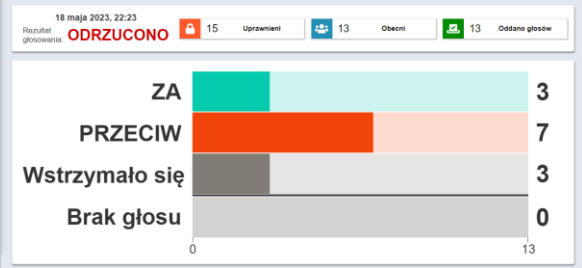 18 maja 2023, 22:23
Rezultat głosowania: ODRZUCONO
15 Uprawnieni
13 Obecni
13 Oddano głosów
ZA 3
PRZECIW 7
Wstrzymało się 3
Brak głosu 0
0 13